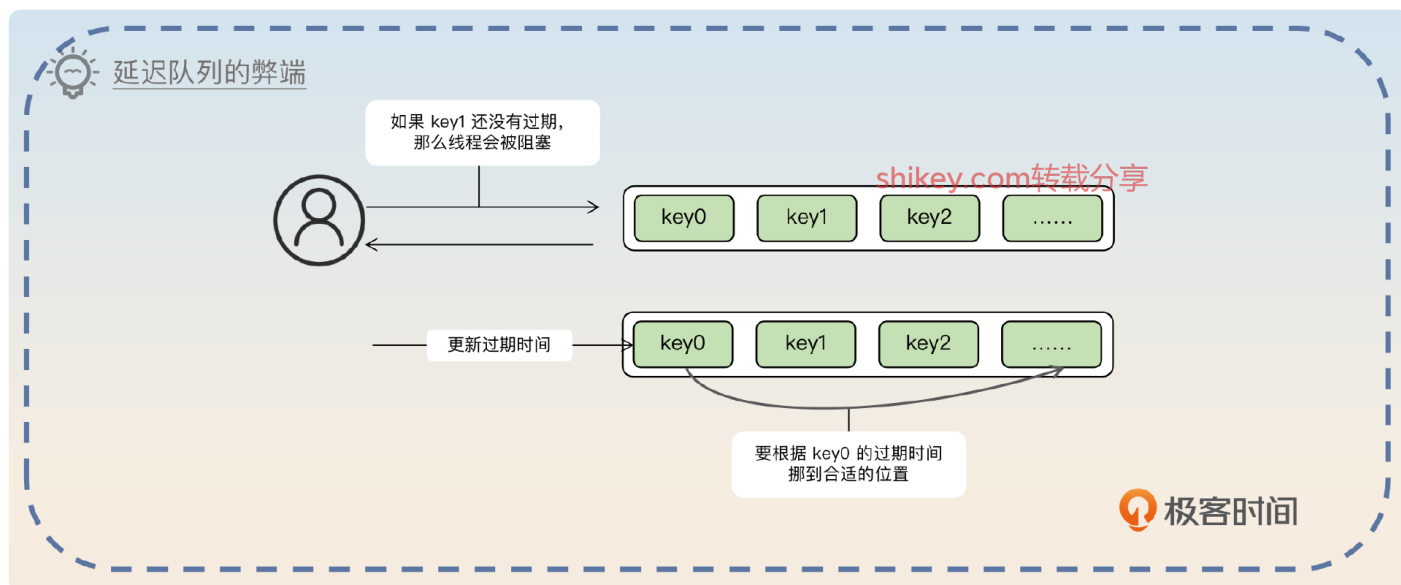 延迟队列的弊端
如果 key1 还没有过期，
那么线程会被阻塞
shikey.com转载分享
key0
key1
key2
......
更新过期时间
key0
key1
key2
......
要根据 key0 的过期时间
挪到合适的位置
极客时间